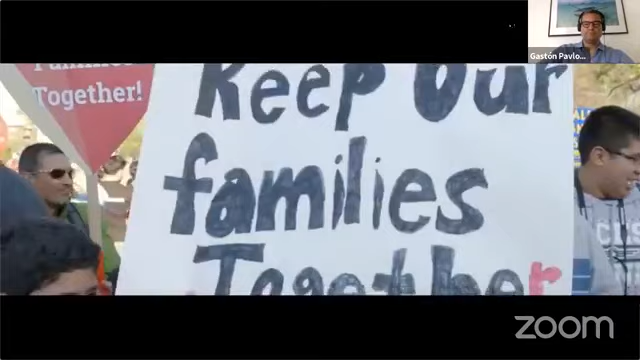 Gastón Pavlo...
Together!
Keep Our
families
Together
zoom